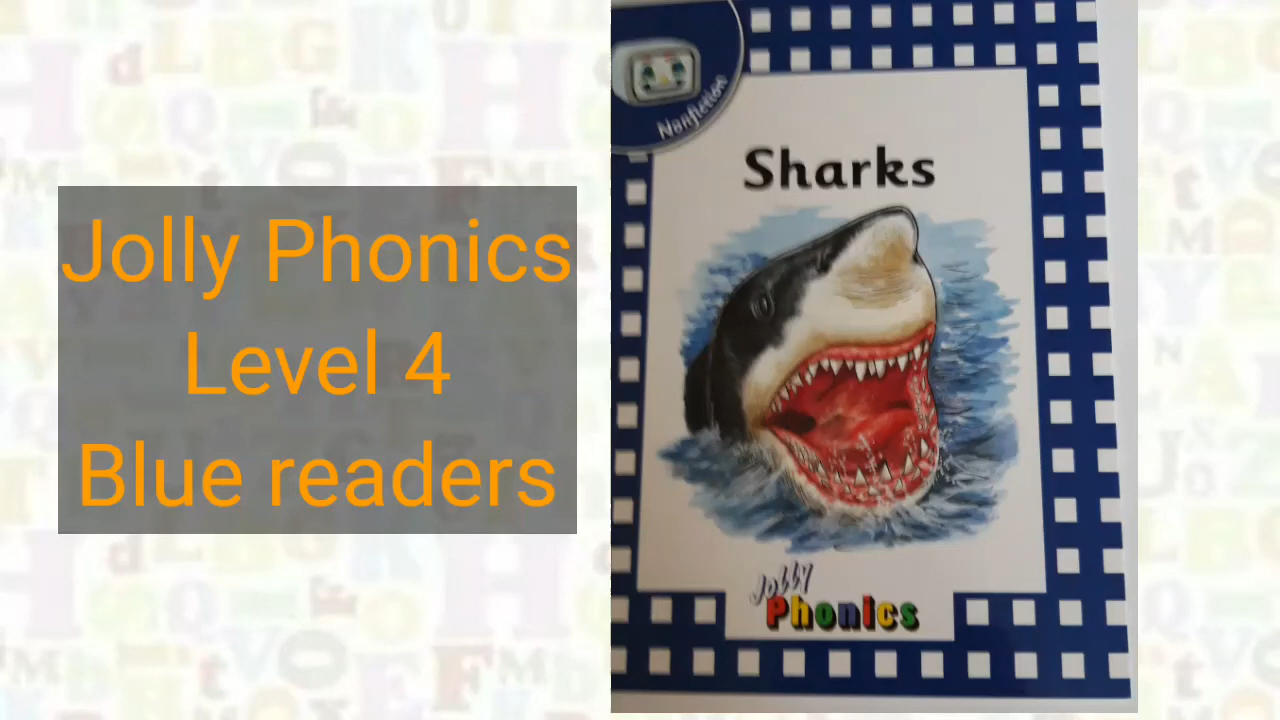 Jolly Phonics
Level 4
Blue readers
Nonfiction
Sharks
Jolly
Phonics